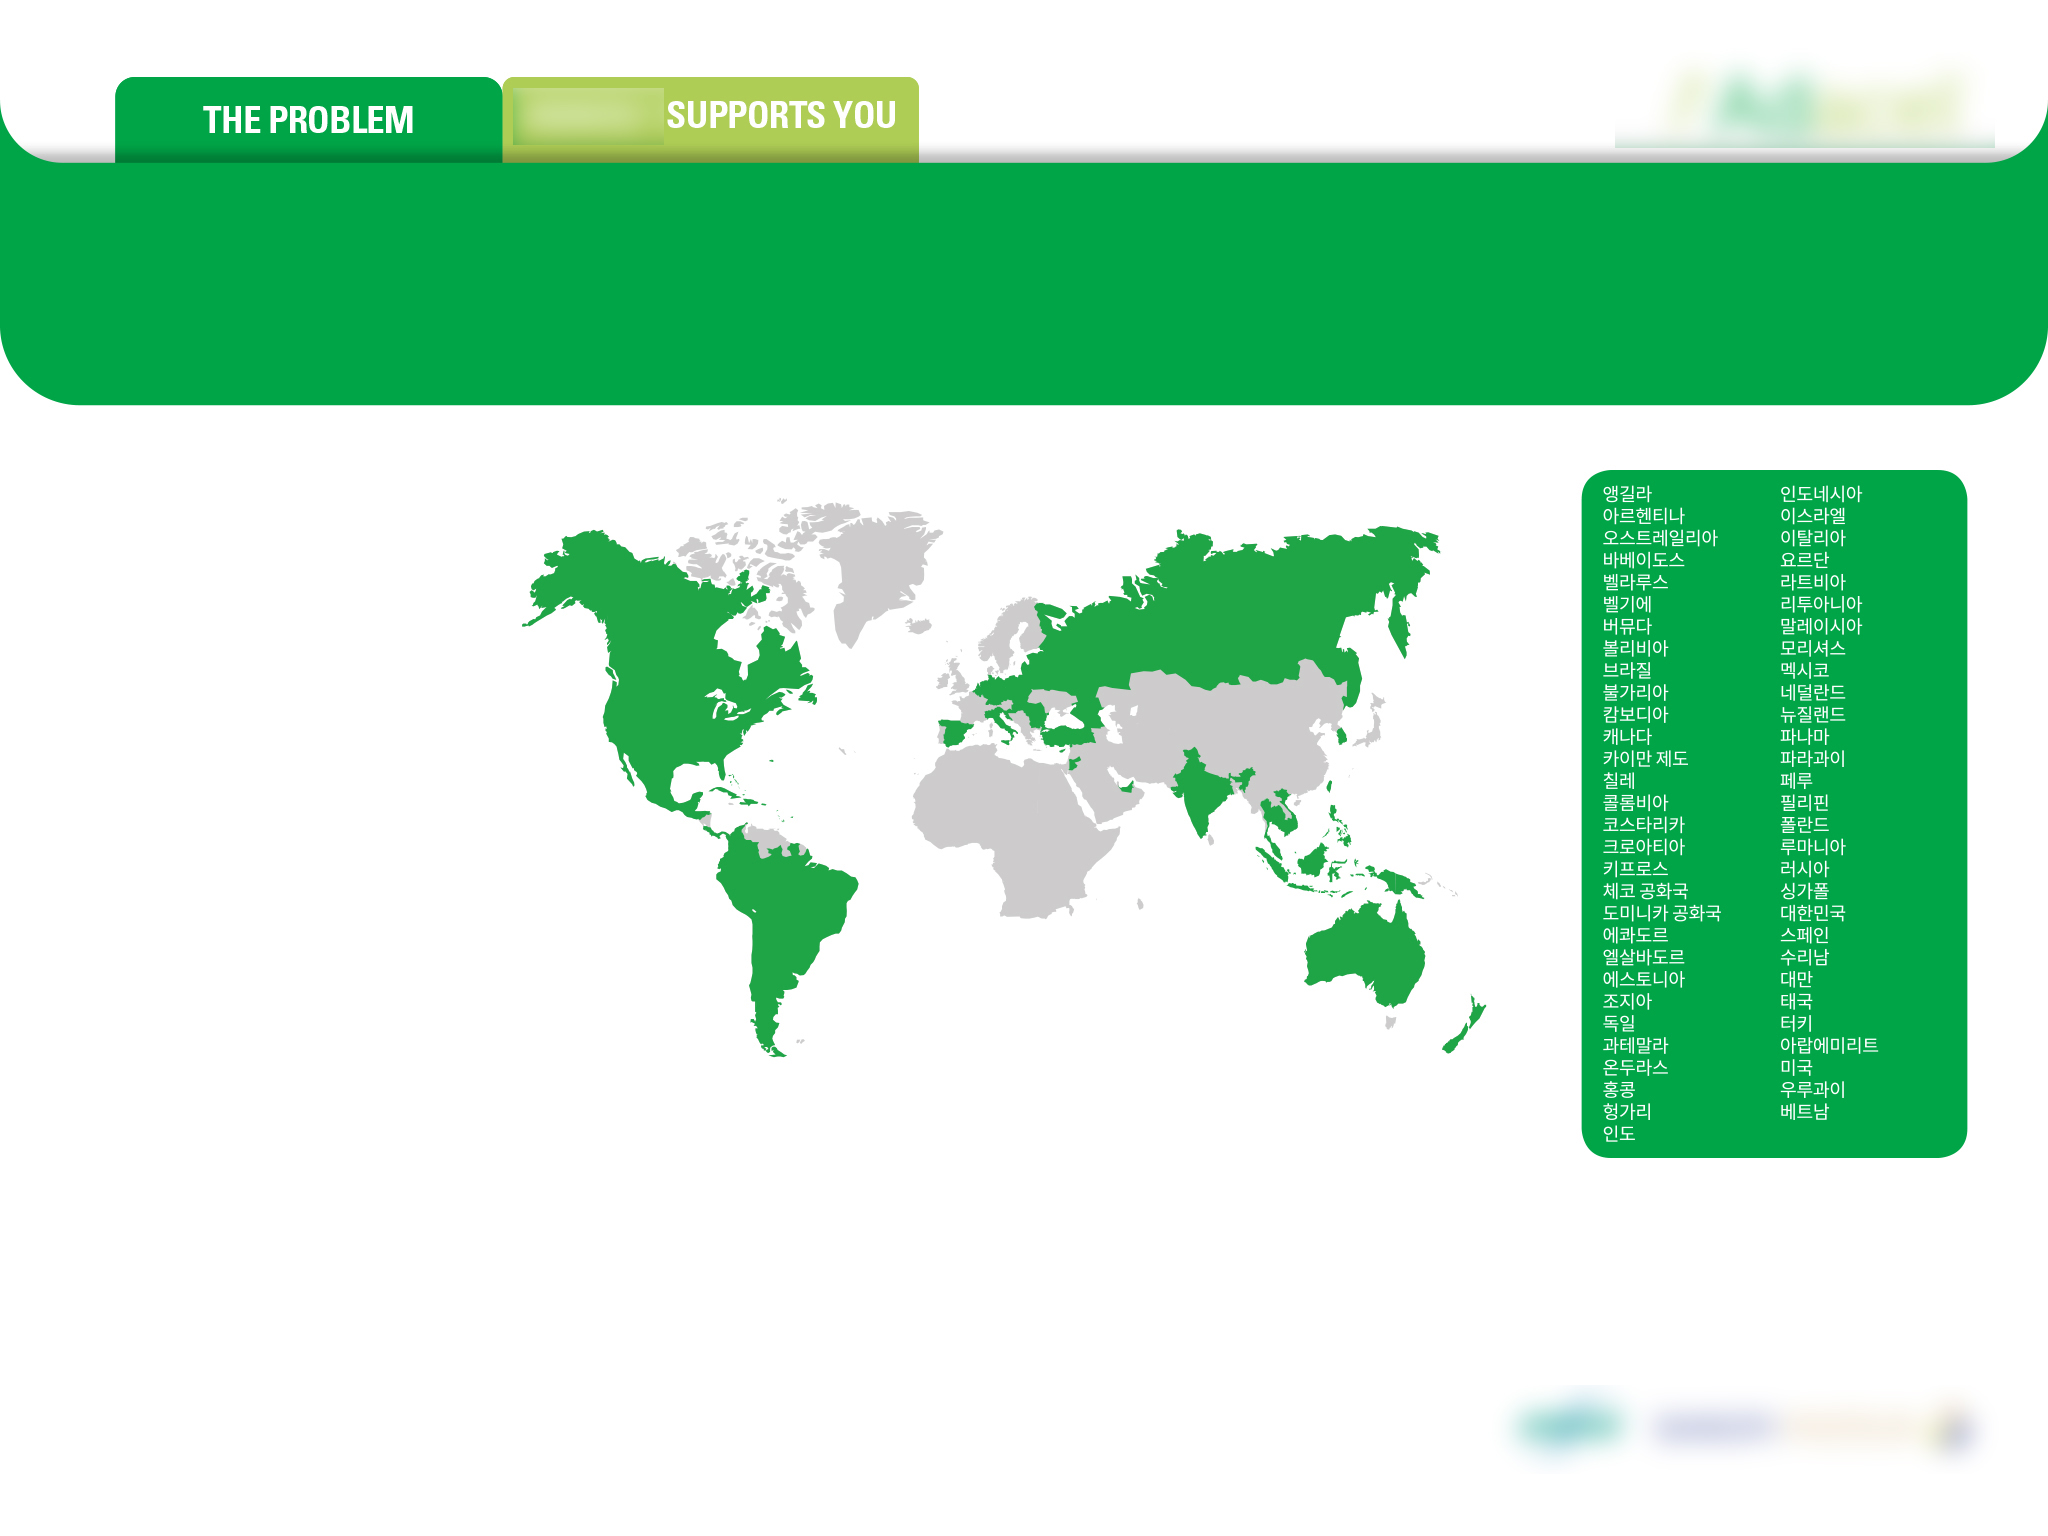 THE PROBLEM
SUPPORTS YOU
앵길라
아르헨티나
오스트레일리아
바베이도스
벨라루스
벨기에
버뮤다
볼리비아
브라질
불가리아
캄보디아
캐나다
카이만 제도
칠레
콜롬비아
코스타리카
크로아티아
키프로스
체코 공화국
도미니카 공화국
에콰도르
엘살바도르
에스토니아
조지아
독일
과테말라
온두라스
홍콩
헝가리
인도
인도네시아
이스라엘
이탈리아
요르단
라트비아
리투아니아
말레이시아
모리셔스
멕시코
네덜란드
뉴질랜드
파나마
파라과이
페루
필리핀
폴란드
루마니아
러시아
싱가폴
대한민국
스페인
수리남
대만
태국
터키
아랍에미리트
미국
우루과이
베트남